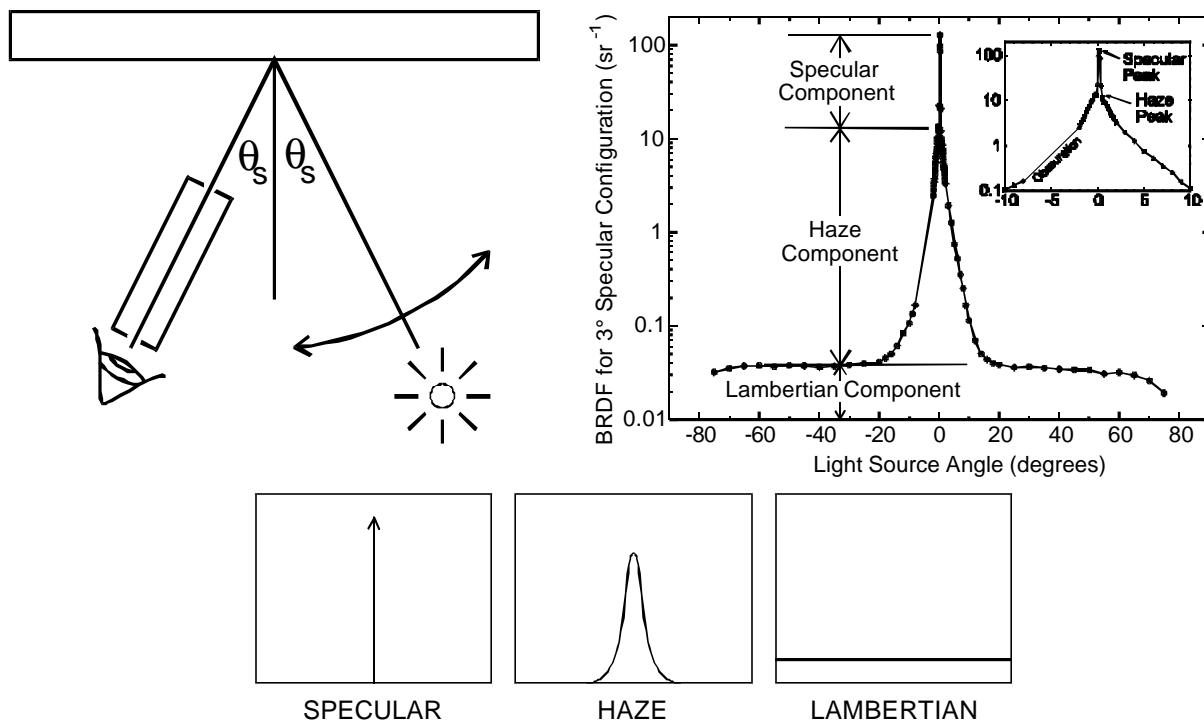 θS θS
BRDF for 3° Specular Configuration (sr-1)
100
10
1
0.1
0.01
Specular
Component
Haze
Component
Lambertian Component
-80 -60 -40 -20 0 20 40 60 80
Light Source Angle (degrees)
100
10
1
0.1
Specular
Peak
Haze
Peak
-10 -5 0 5 10
SPECULAR HAZE LAMBERTIAN